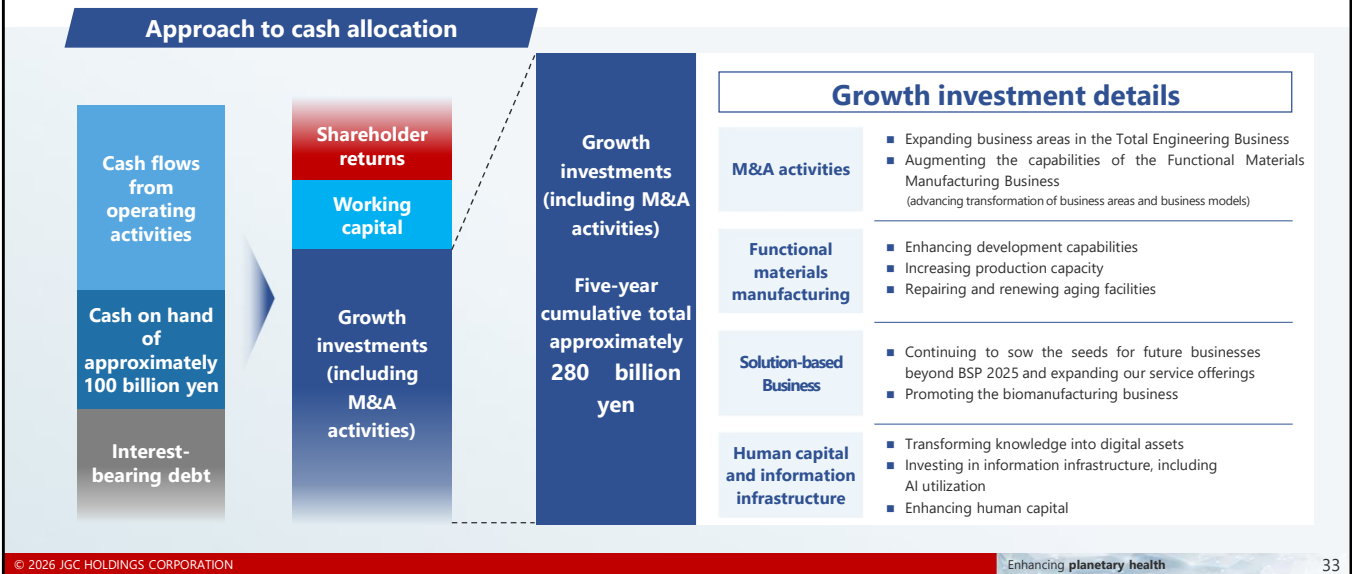 Approach to cash allocation
Cash flows
from
operating
activities
Cash on hand
of
approximately
100 billion yen
Interest-
bearing debt
Shareholder
returns
Working
capital
Growth
investments
(including
M&A
activities)
Growth
investments
(including M&A
activities)
Five-year
cumulative total
approximately
280 billion
yen
Growth investment details
M&A activities
■ Expanding business areas in the Total Engineering Business
■ Augmenting the capabilities of the Functional Materials
Manufacturing Business
(advancing transformation of business areas and business models)
Functional
materials
manufacturing
■ Enhancing development capabilities
■ Increasing production capacity
■ Repairing and renewing aging facilities
Solution-based
Business
■ Continuing to sow the seeds for future businesses
beyond BSP 2025 and expanding our service offerings
■ Promoting the biomanufacturing business
Human capital
and information
infrastructure
■ Transforming knowledge into digital assets
■ Investing in information infrastructure, including
AI utilization
■ Enhancing human capital
© 2026 JGC HOLDINGS CORPORATION
Enhancing planetary health
33